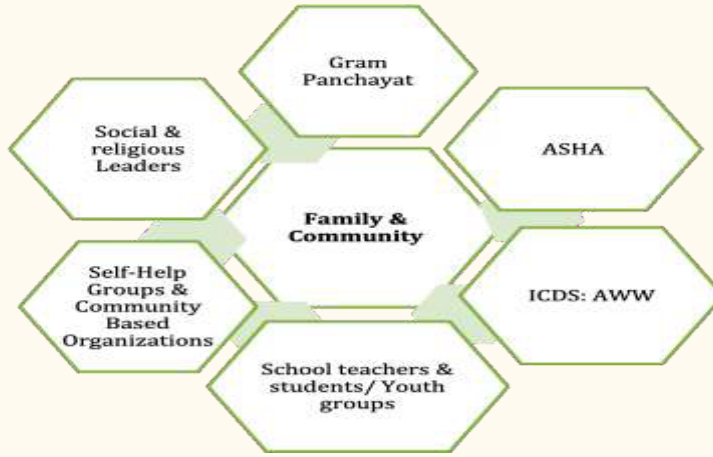 Gram
Panchayat
Social &
religious
Leaders
ASHA
Family &
Community
Self-Help
Groups &
Community
Based
Organizations
ICDS: AWW
School teachers &
students/ Youth
groups